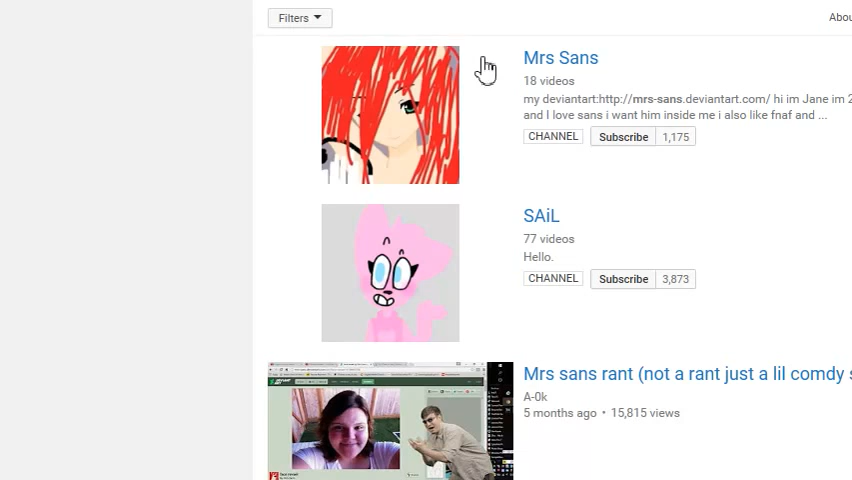 Filters
Abou
Mrs Sans
18 videos
my deviantart:http://mrs-sans.deviantart.com/ hi im Jane im 2
and I love sans i want him inside me i also like fnaf and ...
CHANNEL Subscribe 1,175
SAiL
77 videos
Hello.
CHANNEL Subscribe 3,873
Mrs sans rant (not a rant just a lil comdy s
A-0k
5 months ago • 15,815 views